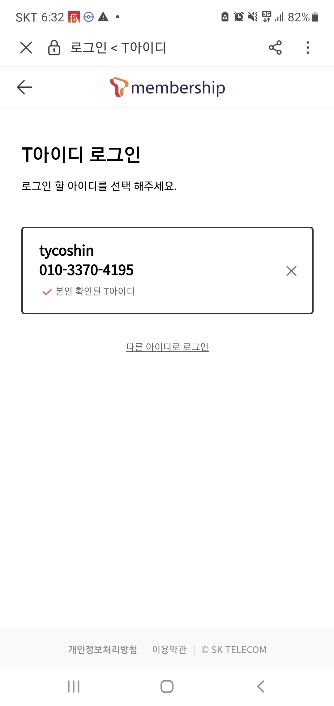 SKT 6:32
82%
로그인 < T아이디
membership
T아이디 로그인
로그인 할 아이디를 선택 해주세요.
tycoshin
010-3370-4195
본인 확인된 T아이디
다른 아이디로 로그인
개인정보처리방침 이용약관 | © SK TELECOM